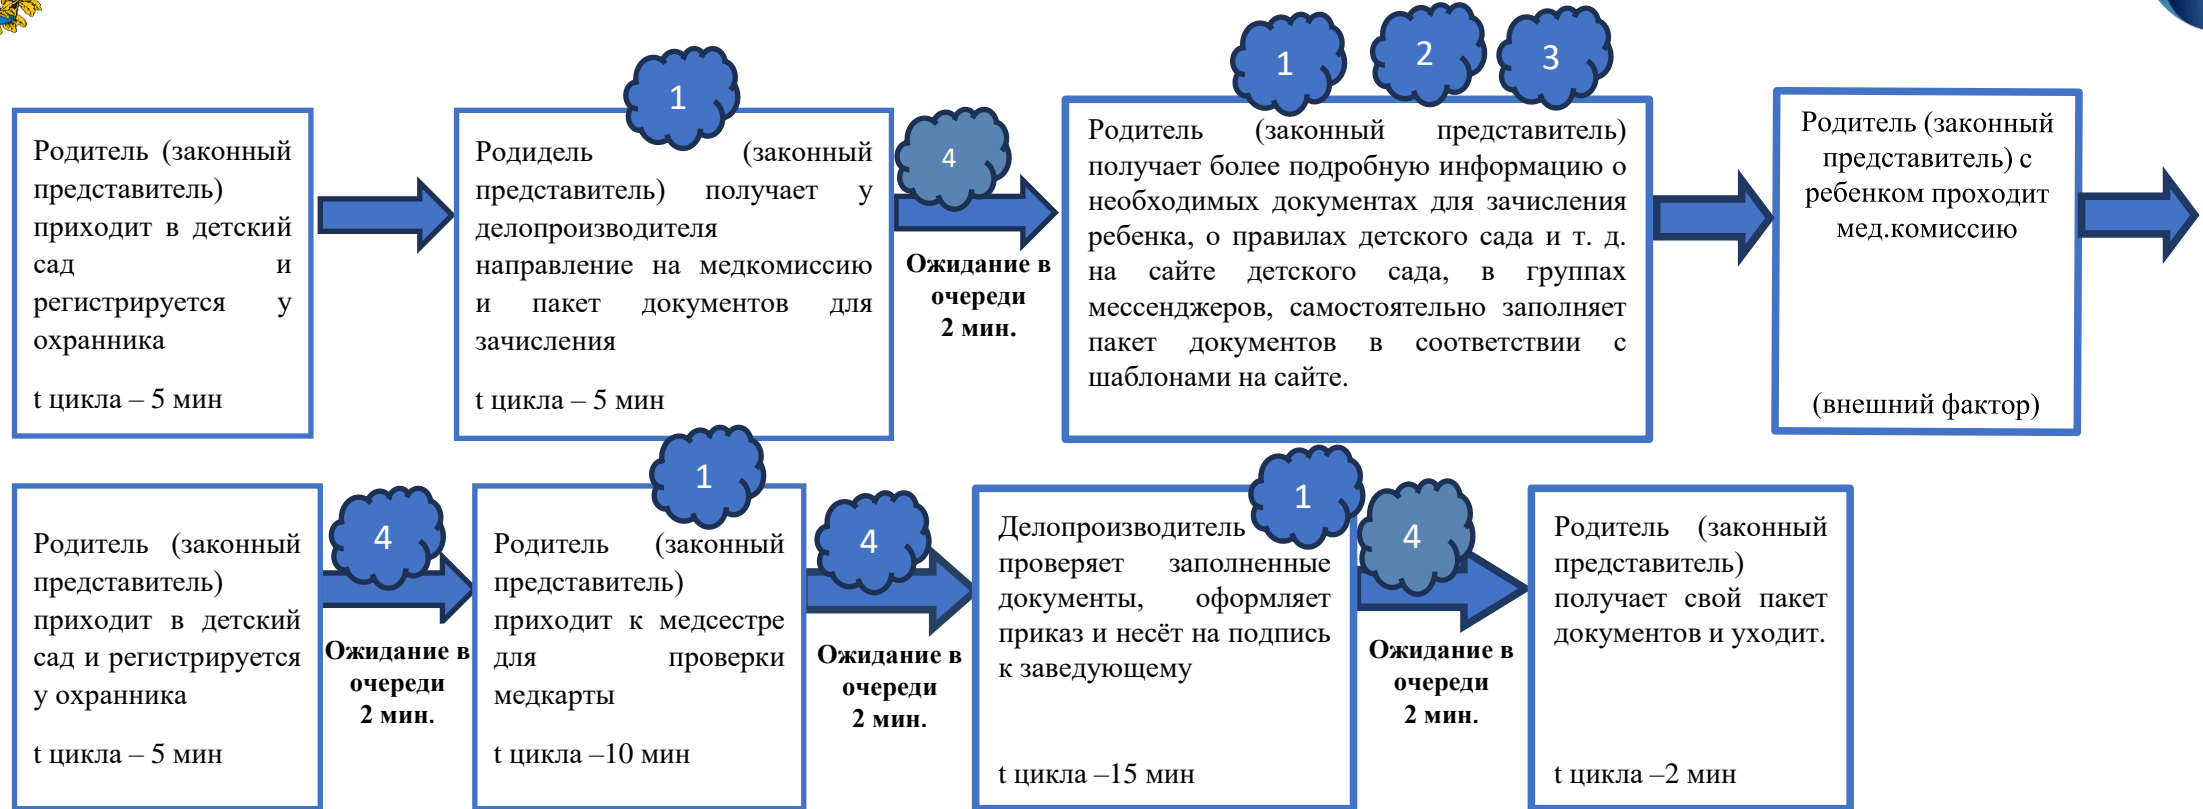 1
Родитель (законный
представитель)
приходит в детский
сад и
регистрируется у
охранника
t цикла – 5 мин
1
Родидель (законный
представитель) получает у
делопроизводителя
направление на медкомиссию
и пакет документов для
зачисления
t цикла – 5 мин
4
Ожидание в
очереди
2 мин.
1
2
3
Родитель (законный представитель)
получает более подробную информацию о
необходимых документах для зачисления
ребенка, о правилах детского сада и т. д.
на сайте детского сада, в группах
мессенджеров, самостоятельно заполняет
пакет документов в соответствии с
шаблонами на сайте.
Родитель (законный
представитель) с
ребенком проходит
мед.комиссию
(внешний фактор)
Родитель (законный
представитель)
приходит в детский
сад и регистрируется
у охранника
t цикла – 5 мин
4
Ожидание в
очереди
2 мин.
1
Родитель (законный
представитель)
приходит к медсестре
для проверки
медкарты
t цикла –10 мин
4
Ожидание в
очереди
2 мин.
Делопроизводитель
проверяет заполненные
документы, оформляет
приказ и несёт на подпись
к заведующему
t цикла –15 мин
1
4
Ожидание в
очереди
2 мин.
Родитель (законный
представитель)
получает свой пакет
документов и уходит.
t цикла –2 мин